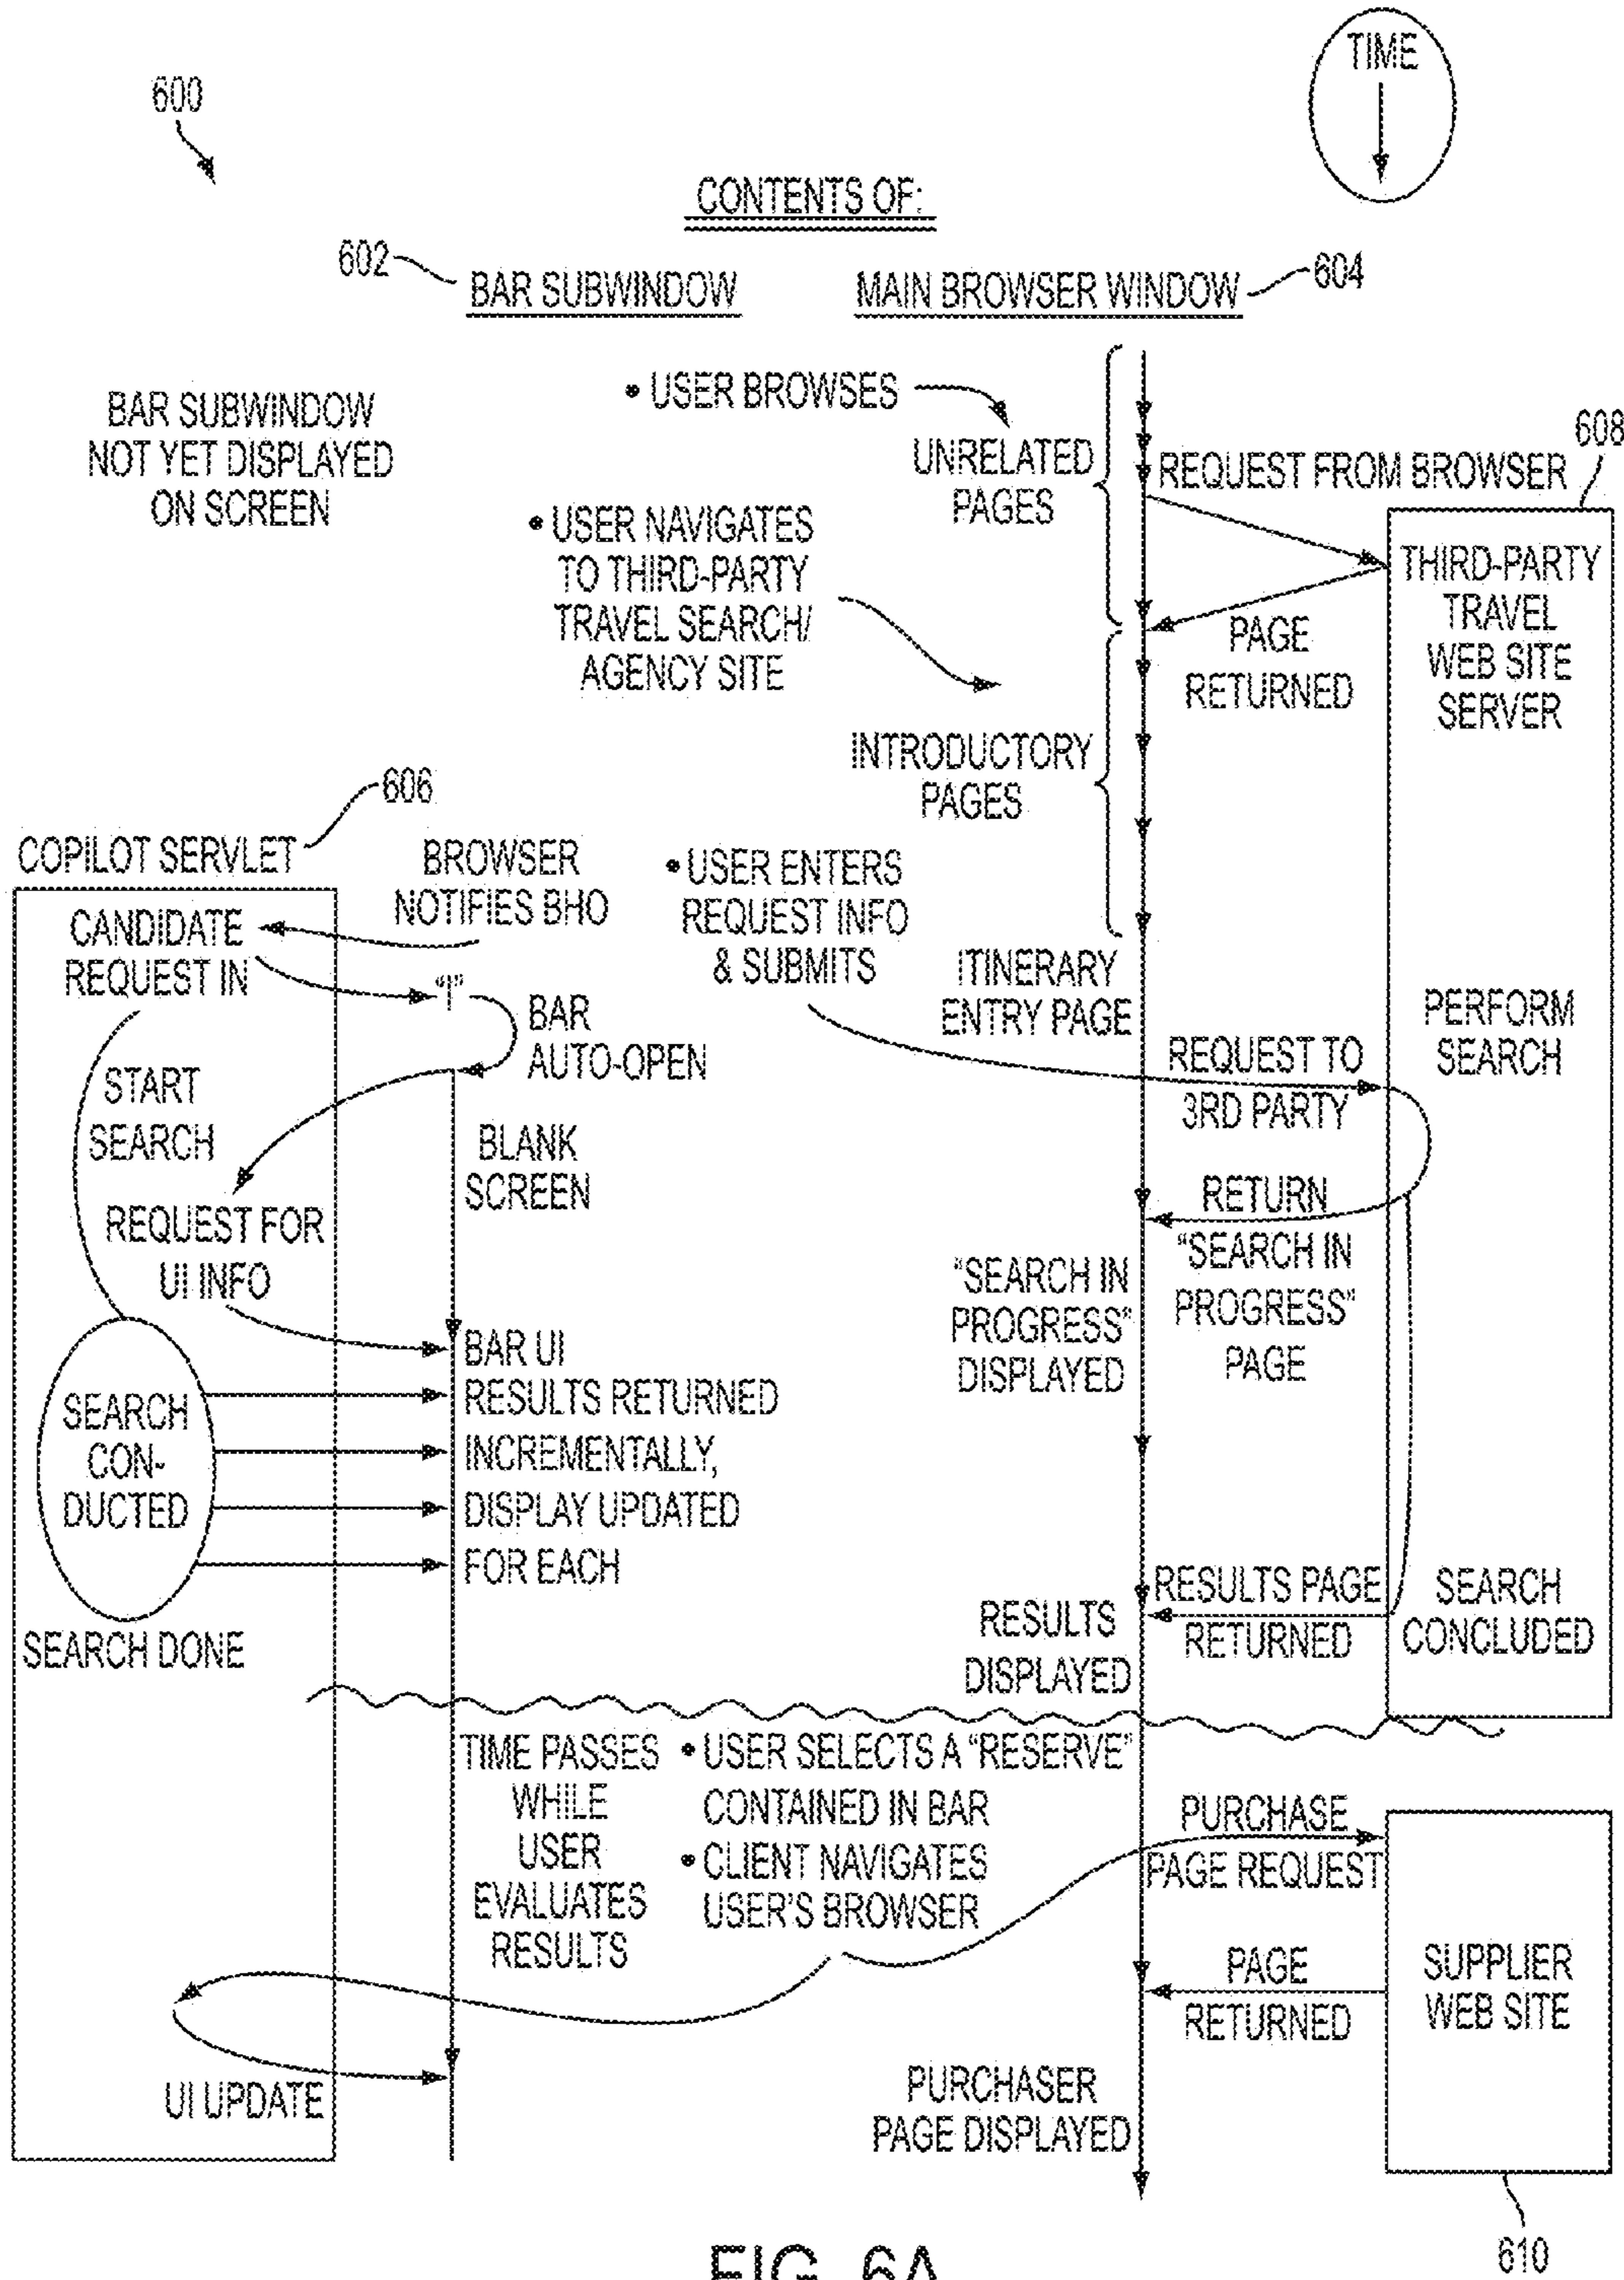 TIME
600
CONTENTS OF:
602
BAR SUBWINDOW
MAIN BROWSER WINDOW
604
BAR SUBWINDOW
NOT YET DISPLAYED
ON SCREEN
• USER BROWSES
UNRELATED
PAGES
REQUEST FROM BROWSER
608
• USER NAVIGATES
TO THIRD-PARTY
TRAVEL SEARCH/
AGENCY SITE
THIRD-PARTY
TRAVEL
WEB SITE
SERVER
PAGE
RETURNED
INTRODUCTORY
PAGES
606
COPILOT SERVLET
BROWSER
NOTIFIES BHO
• USER ENTERS
REQUEST INFO
& SUBMITS
CANDIDATE
REQUEST IN
ITINERARY
ENTRY PAGE
"1"
BAR
AUTO-OPEN
PERFORM
SEARCH
REQUEST TO
3RD PARTY
START
SEARCH
BLANK
SCREEN
REQUEST FOR
UI INFO
RETURN
"SEARCH IN
PROGRESS"
PAGE
"SEARCH IN
PROGRESS"
DISPLAYED
BAR UI
RESULTS RETURNED
INCREMENTALLY,
DISPLAY UPDATED
FOR EACH
SEARCH
CON-
DUCTED
SEARCH DONE
RESULTS
DISPLAYED
RESULTS PAGE
RETURNED
SEARCH
CONCLUDED
TIME PASSES
WHILE
USER
EVALUATES
RESULTS
• USER SELECTS A "RESERVE"
CONTAINED IN BAR
• CLIENT NAVIGATES
USER'S BROWSER
PURCHASE
PAGE REQUEST
PAGE
RETURNED
SUPPLIER
WEB SITE
UI UPDATE
PURCHASER
PAGE DISPLAYED
610
FIG. 6A